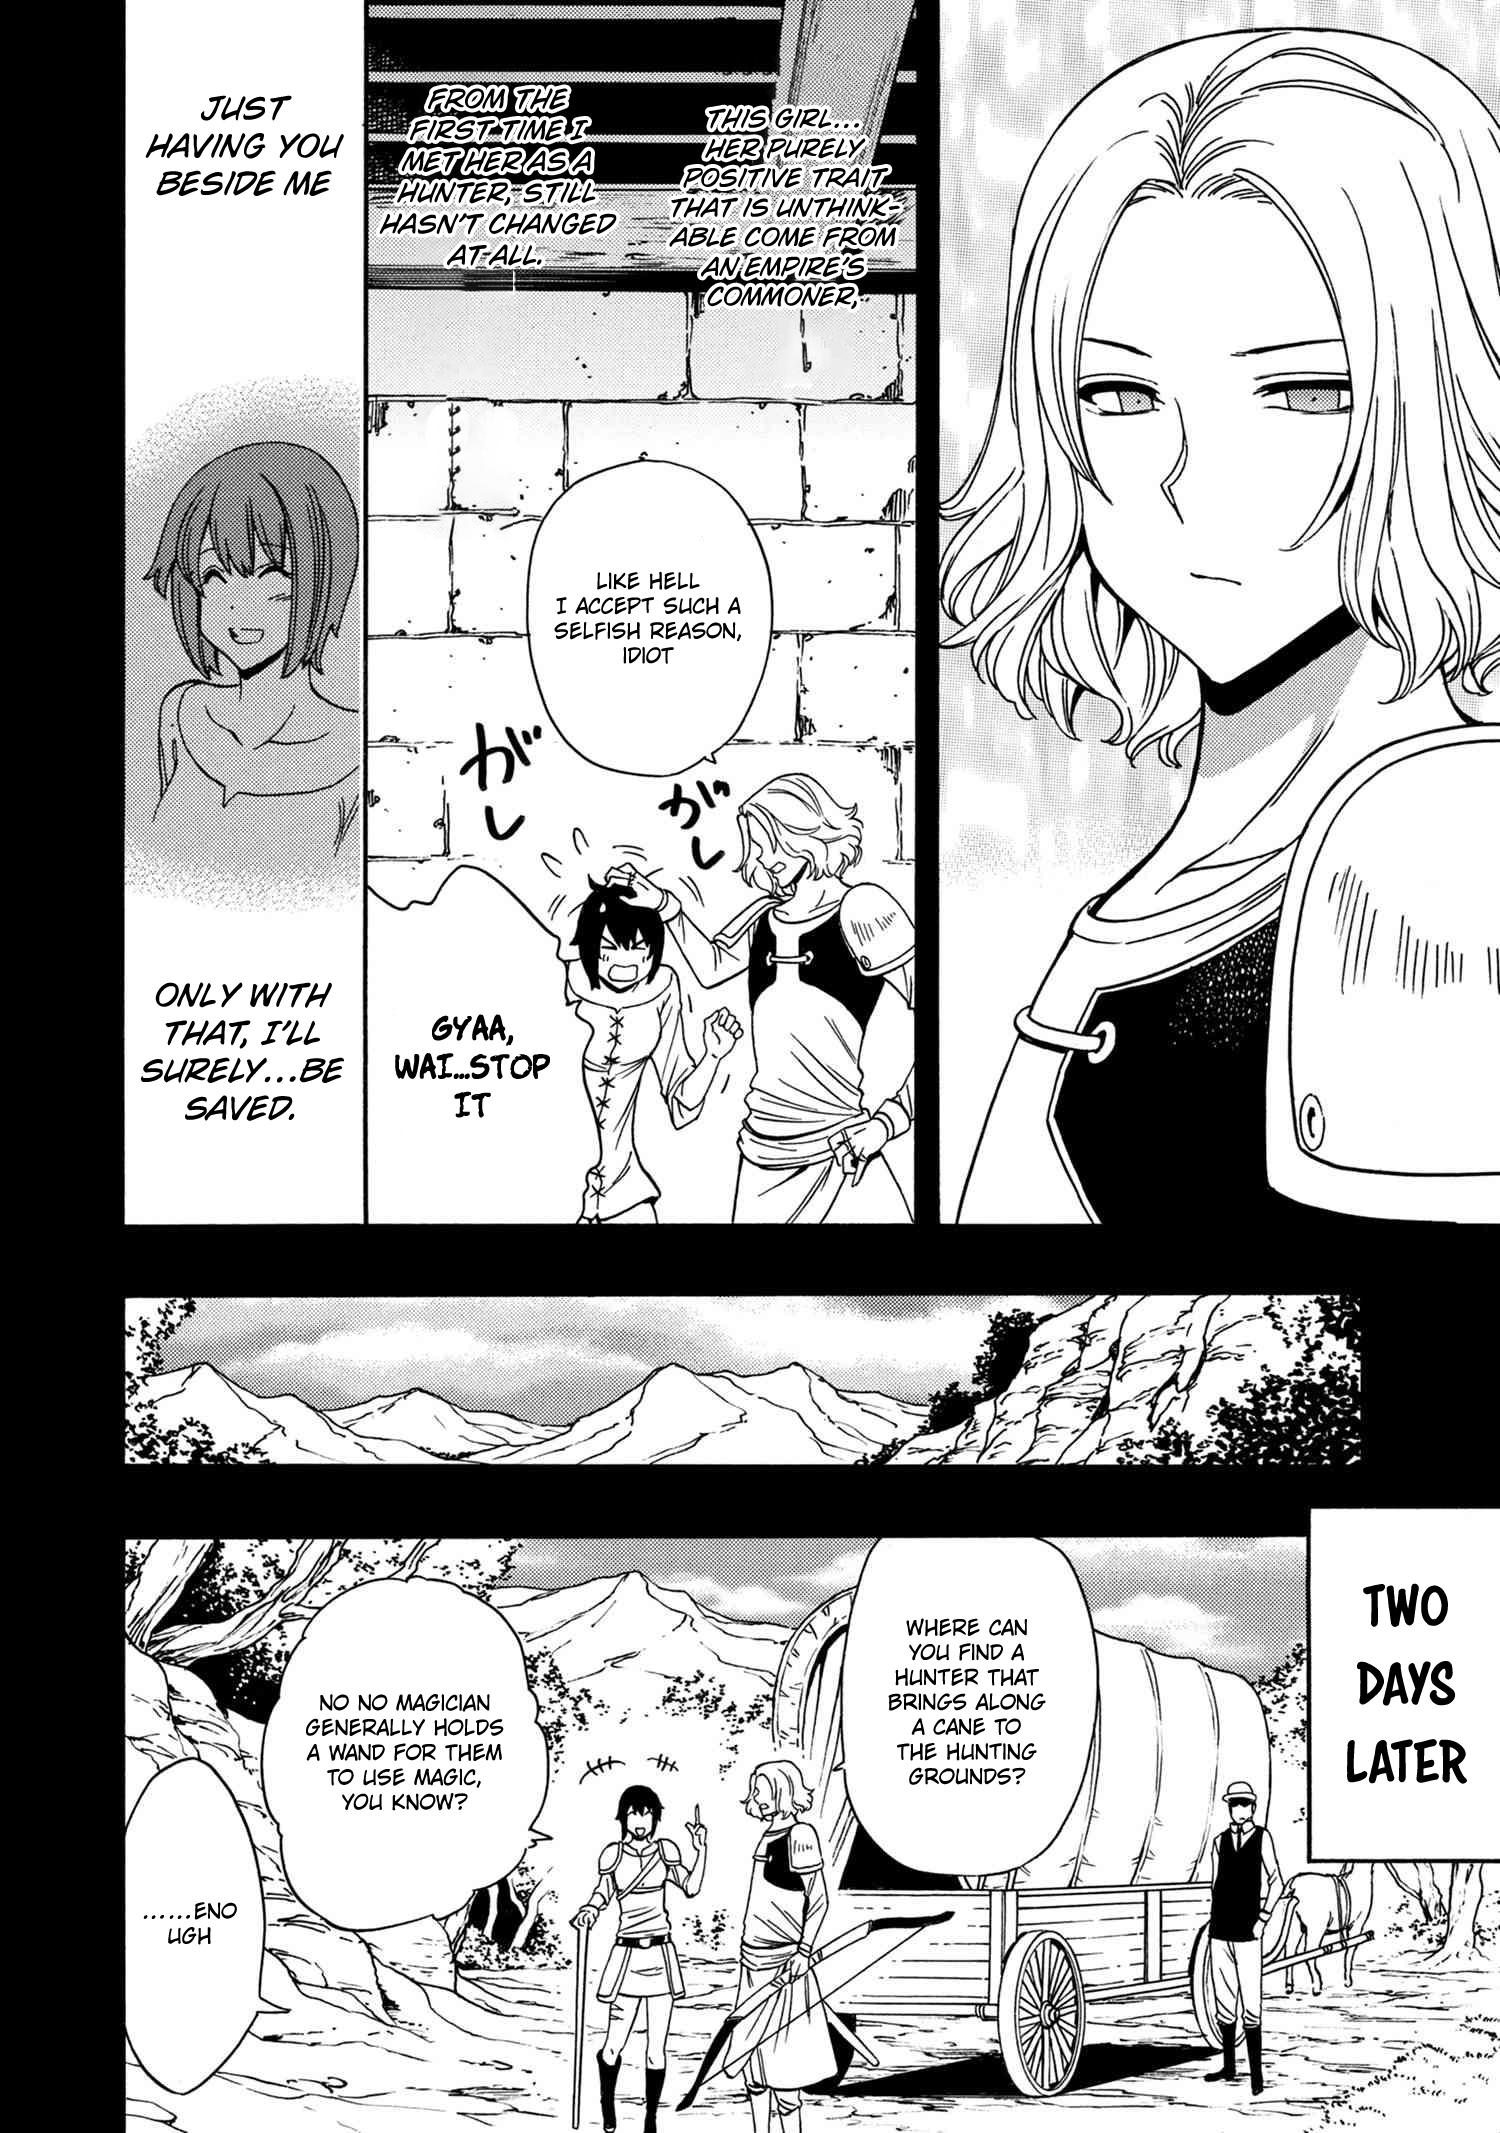 THIS GIRL...
HER PURELY
POSITIVE TRAIT
THAT IS UNTHINK-
ABLE COME FROM
AN EMPIRE'S
COMMONER,
FROM THE
FIRST TIME I
MET HER AS A
HUNTER, STILL
HASN'T CHANGED
AT ALL.
LIKE HELL
I ACCEPT SUCH A
SELFISH REASON,
IDIOT
がし
がし
GYAA,
WAI...STOP
IT
JUST
HAVING YOU
BESIDE ME
ONLY WITH
THAT, I'LL
SURELY...BE
SAVED.
TWO
DAYS
LATER
WHERE CAN
YOU FIND A
HUNTER THAT
BRINGS ALONG
A CANE TO
THE HUNTING
GROUNDS?
NO NO MAGICIAN
GENERALLY HOLDS
A WAND FOR THEM
TO USE MAGIC,
YOU KNOW?
......ENO
UGH